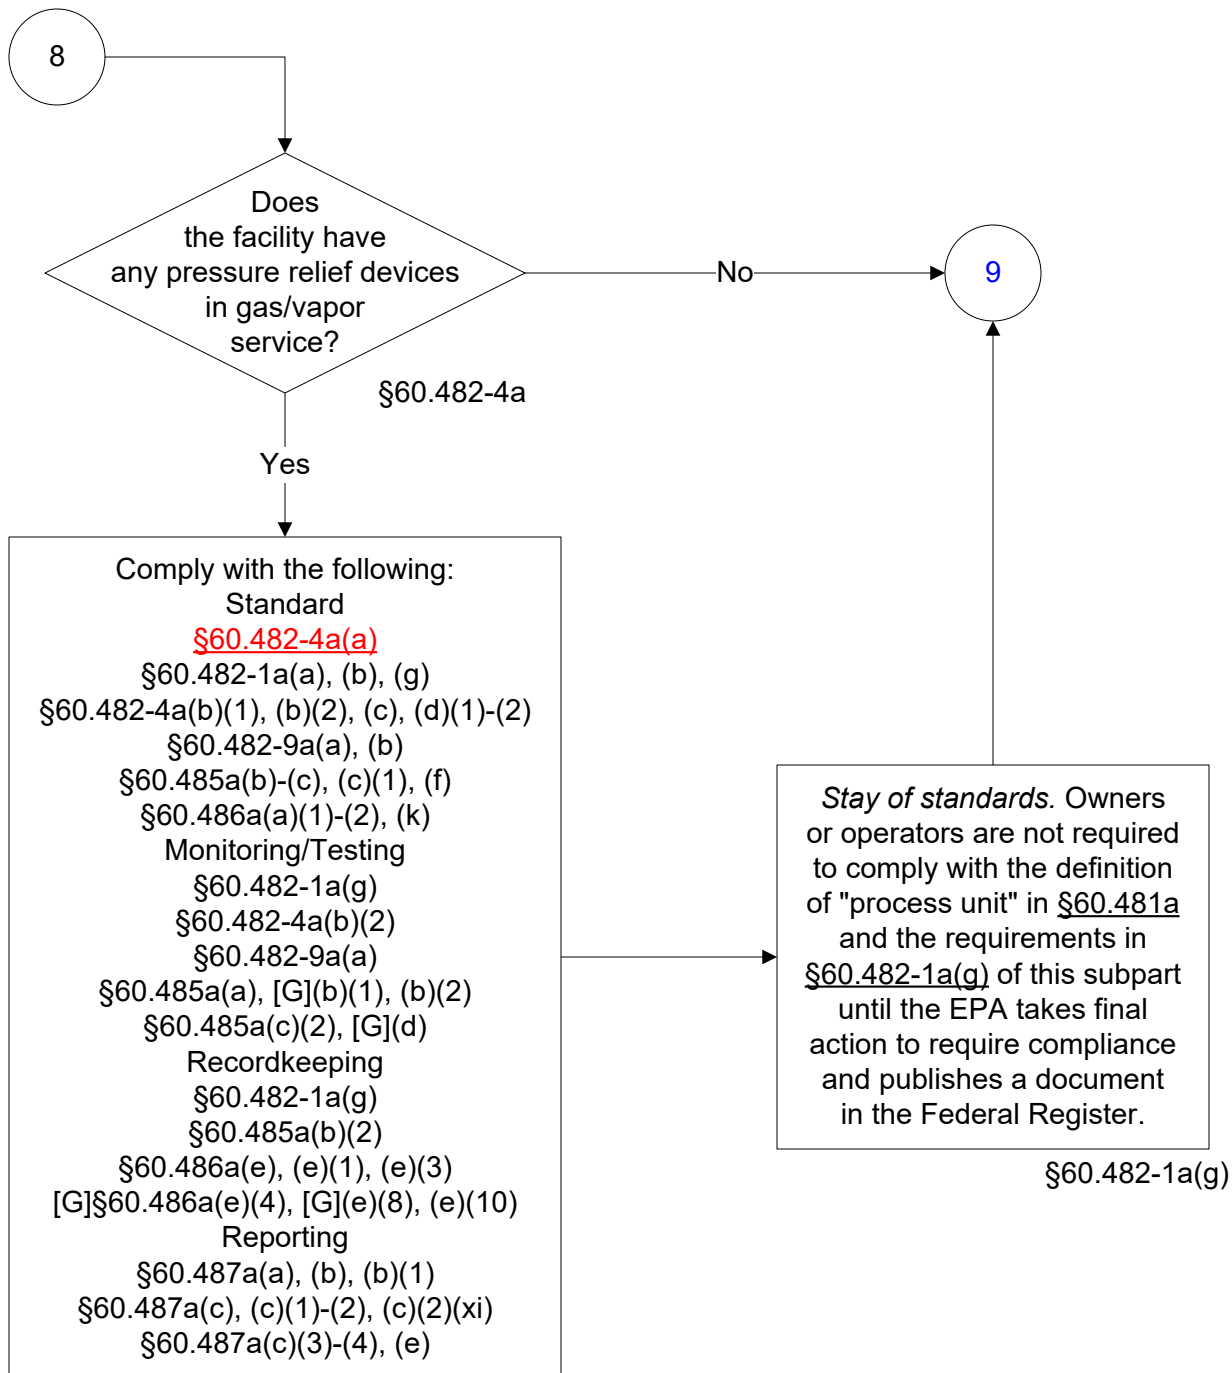 8
Does
the facility have
any pressure relief devices
in gas/vapor
service?
No
9
§60.482-4a
Yes
Comply with the following:
Standard
§60.482-4a(a)
§60.482-1a(a), (b), (g)
§60.482-4a(b)(1), (b)(2), (c), (d)(1)-(2)
§60.482-9a(a), (b)
§60.485a(b)-(c), (c)(1), (f)
§60.486a(a)(1)-(2), (k)
Monitoring/Testing
§60.482-1a(g)
§60.482-4a(b)(2)
§60.482-9a(a)
§60.485a(a), [G](b)(1), (b)(2)
§60.485a(c)(2), [G](d)
Recordkeeping
§60.482-1a(g)
§60.485a(b)(2)
§60.486a(e), (e)(1), (e)(3)
[G]§60.486a(e)(4), [G](e)(8), (e)(10)
Reporting
§60.487a(a), (b), (b)(1)
§60.487a(c), (c)(1)-(2), (c)(2)(xi)
§60.487a(c)(3)-(4), (e)
Stay of standards. Owners
or operators are not required
to comply with the definition
of "process unit" in §60.481a
and the requirements in
§60.482-1a(g) of this subpart
until the EPA takes final
action to require compliance
and publishes a document
in the Federal Register.
§60.482-1a(g)